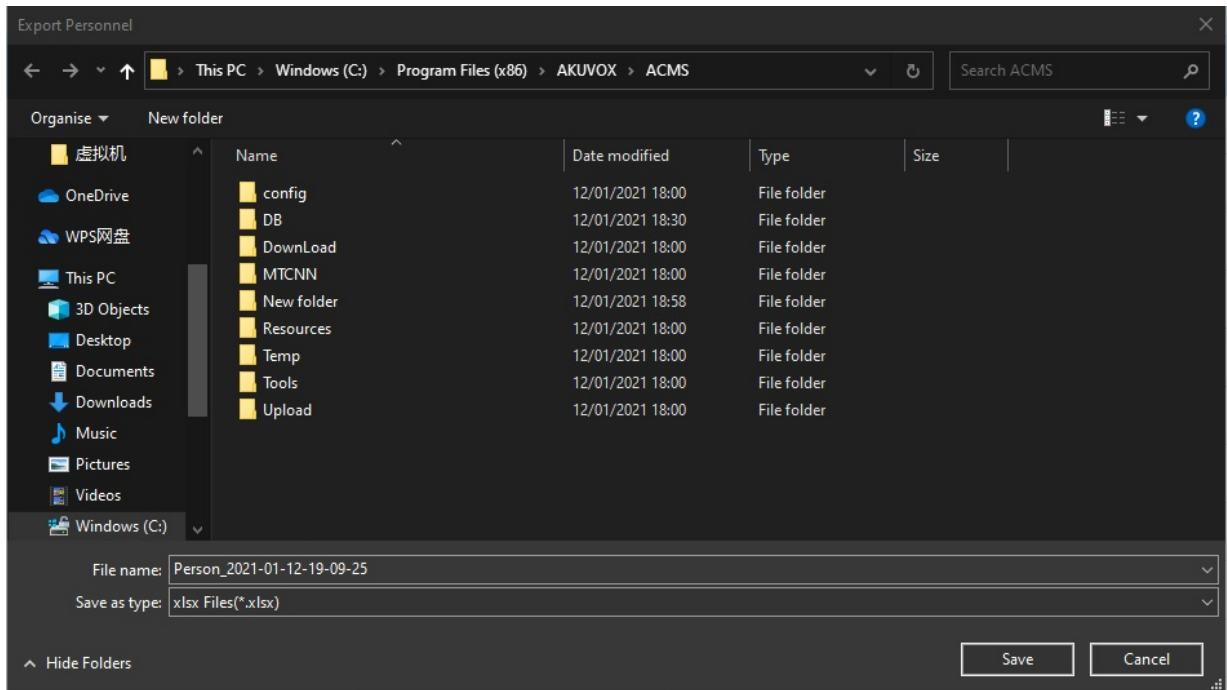 Export Personnel
This PC > Windows (C:) > Program Files (x86) > AKUVOX > ACMS
Search ACMS
Organise
New folder
虚拟机
OneDrive
WPS网盘
This PC
3D Objects
Desktop
Documents
Downloads
Music
Pictures
Videos
Windows (C:)
Name Date modified Type Size
config 12/01/2021 18:00 File folder
DB 12/01/2021 18:30 File folder
DownLoad 12/01/2021 18:00 File folder
MTCNN 12/01/2021 18:00 File folder
New folder 12/01/2021 18:58 File folder
Resources 12/01/2021 18:00 File folder
Temp 12/01/2021 18:00 File folder
Tools 12/01/2021 18:00 File folder
Upload 12/01/2021 18:00 File folder
File name: Person_2021-01-12-19-09-25
Save as type: xlsx Files(*.xlsx)
Hide Folders
Save
Cancel